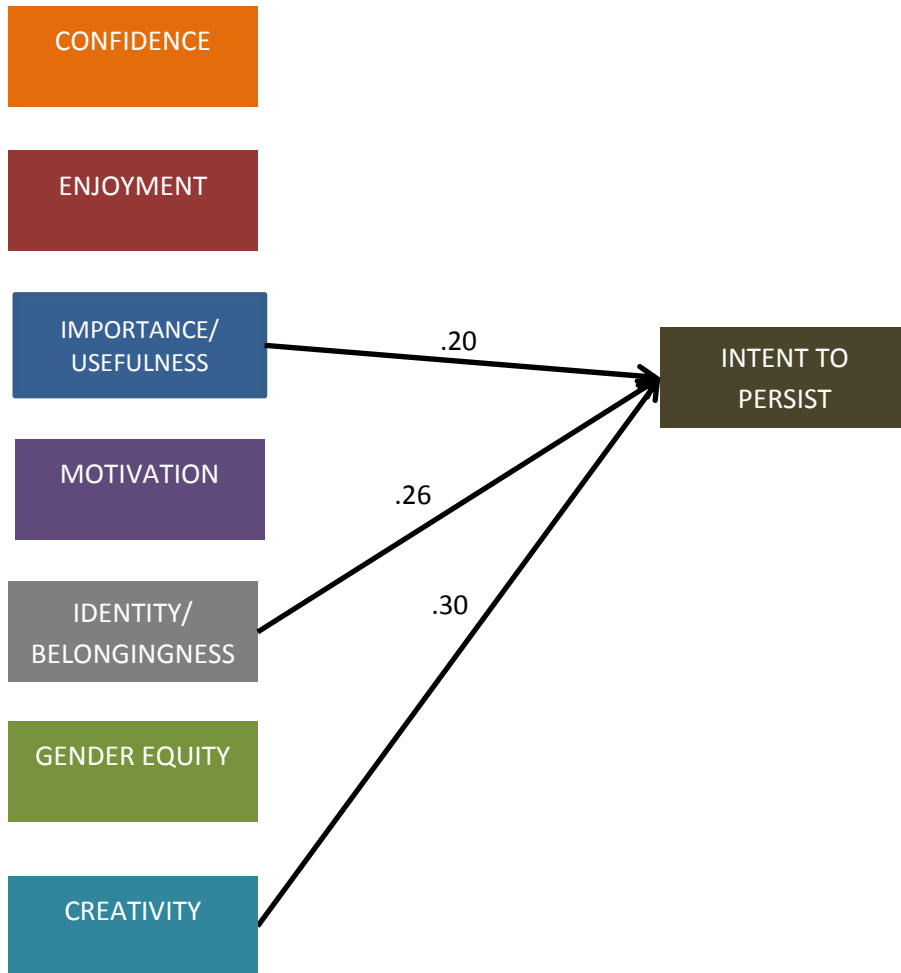 CONFIDENCE
ENJOYMENT
IMPORTANCE/
USEFULNESS
.20
INTENT TO
PERSIST
MOTIVATION
.26
IDENTITY/
BELONGINGNESS
.30
GENDER EQUITY
CREATIVITY